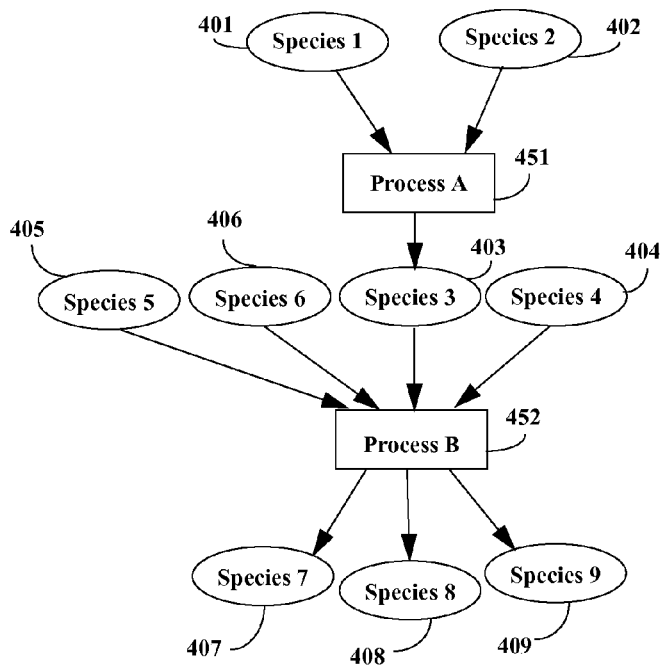 401
Species 1
Species 2
402
Process A
451
405
406
403
404
Species 5
Species 6
Species 3
Species 4
Process B
452
Species 7
Species 8
Species 9
407
408
409